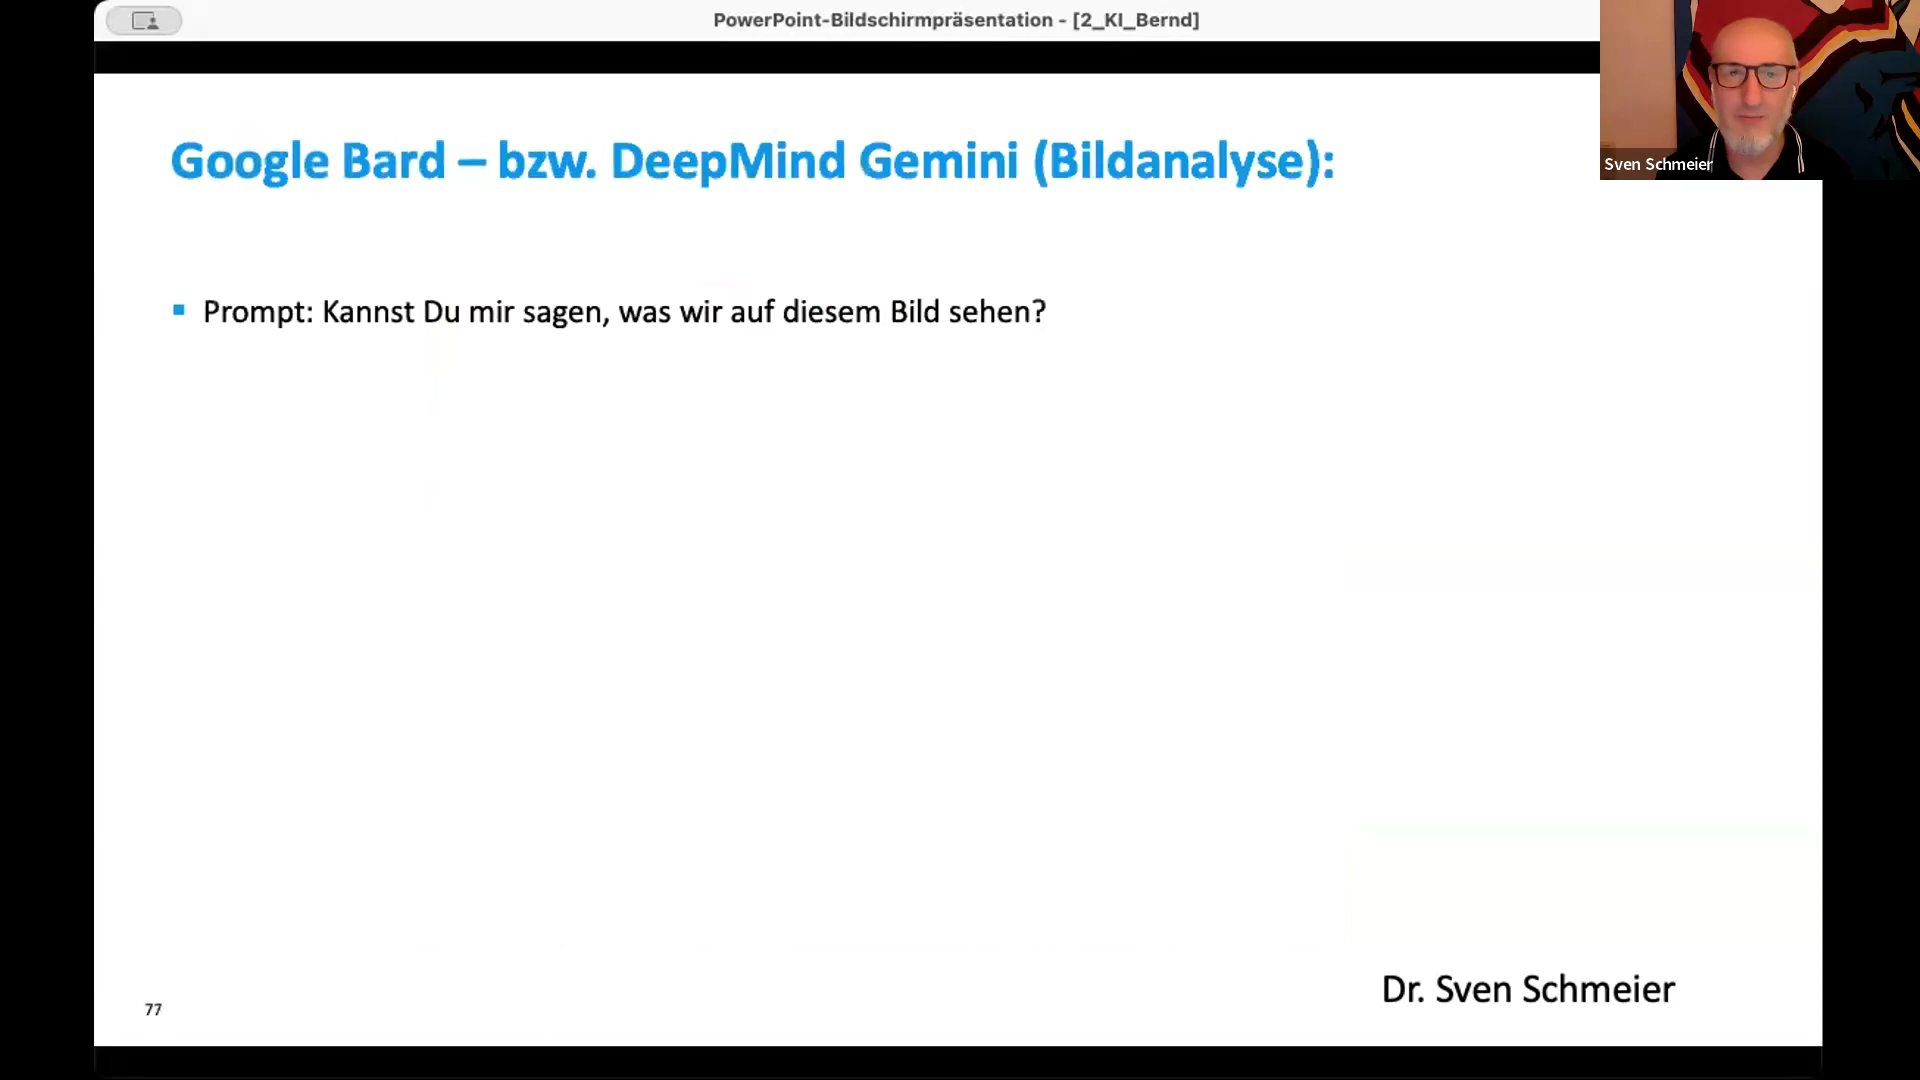 PowerPoint-Bildschirmpräsentation - [2_KI_Bernd]
Sven Schmeier
Google Bard – bzw. DeepMind Gemini (Bildanalyse):
▪ Prompt: Kannst Du mir sagen, was wir auf diesem Bild sehen?
Dr. Sven Schmeier
77